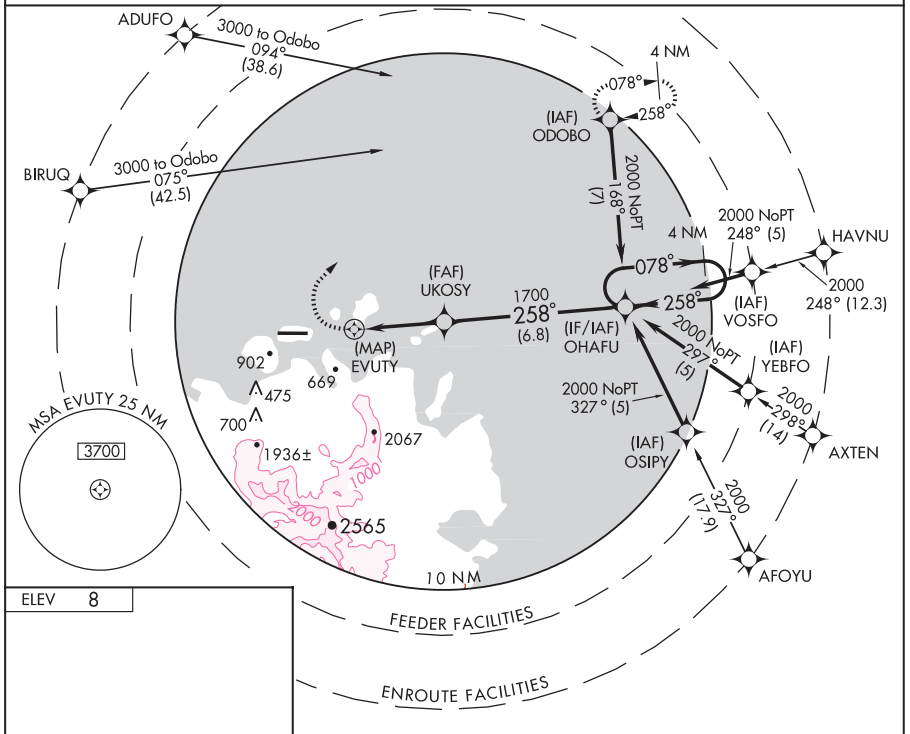 ADUFO
3000 to Odobo
094°
(38.6)
4 NM
078°
258°
(IAF)
ODOBO
BIRUQ
3000 to Odobo
075°
(42.5)
2000 NoPT
168°
(7)
4 NM
2000 NoPT
248° (5)
HAVNU
078°
258°
2000
248° (12.3)
(IAF)
VOSFO
(FAF)
UKOSY
1700
258°
(6.8)
(IF/IAF)
OHAFU
(MAP)
EVUTY
2000 NoPT
297°
(5)
(IAF)
YEBFO
902
669
475
700
2000 NoPT
327° (5)
2000
298°
(14)
AXTEN
MSA EVUTY 25 NM
3700
1936±
2067
1000
2000
2565
(IAF)
OSIPY
2000
327°
(17.9)
AFOYU
10 NM
ELEV 8
FEEDER FACILITIES
ENROUTE FACILITIES